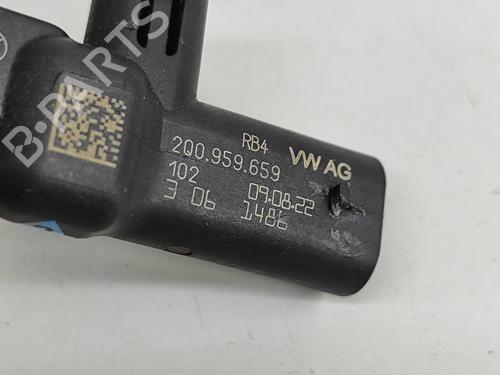 B-PARTS
RB4 VW AG
2Q0.959.659
102 09.08.22
3 06 1486